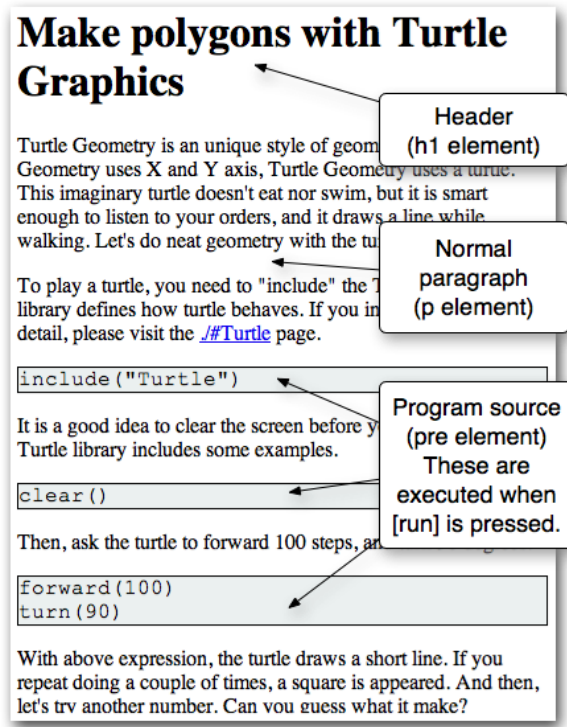 Make polygons with Turtle
Graphics
Header
(h1 element)
Turtle Geometry is an unique style of geom
Geometry uses X and Y axis, Turtle Geometry uses a turtle.
This imaginary turtle doesn't eat nor swim, but it is smart
enough to listen to your orders, and it draws a line while
walking. Let's do neat geometry with the tu
Normal
paragraph
(p element)
To play a turtle, you need to "include" the T
library defines how turtle behaves. If you in
detail, please visit the ./#Turtle page.
include("Turtle")
Program source
(pre element)
These are
executed when
[run] is pressed.
It is a good idea to clear the screen before y
Turtle library includes some examples.
clear()
Then, ask the turtle to forward 100 steps, an
forward(100)
turn(90)
With above expression, the turtle draws a short line. If you
repeat doing a couple of times, a square is appeared. And then,
let's try another number. Can you guess what it make?